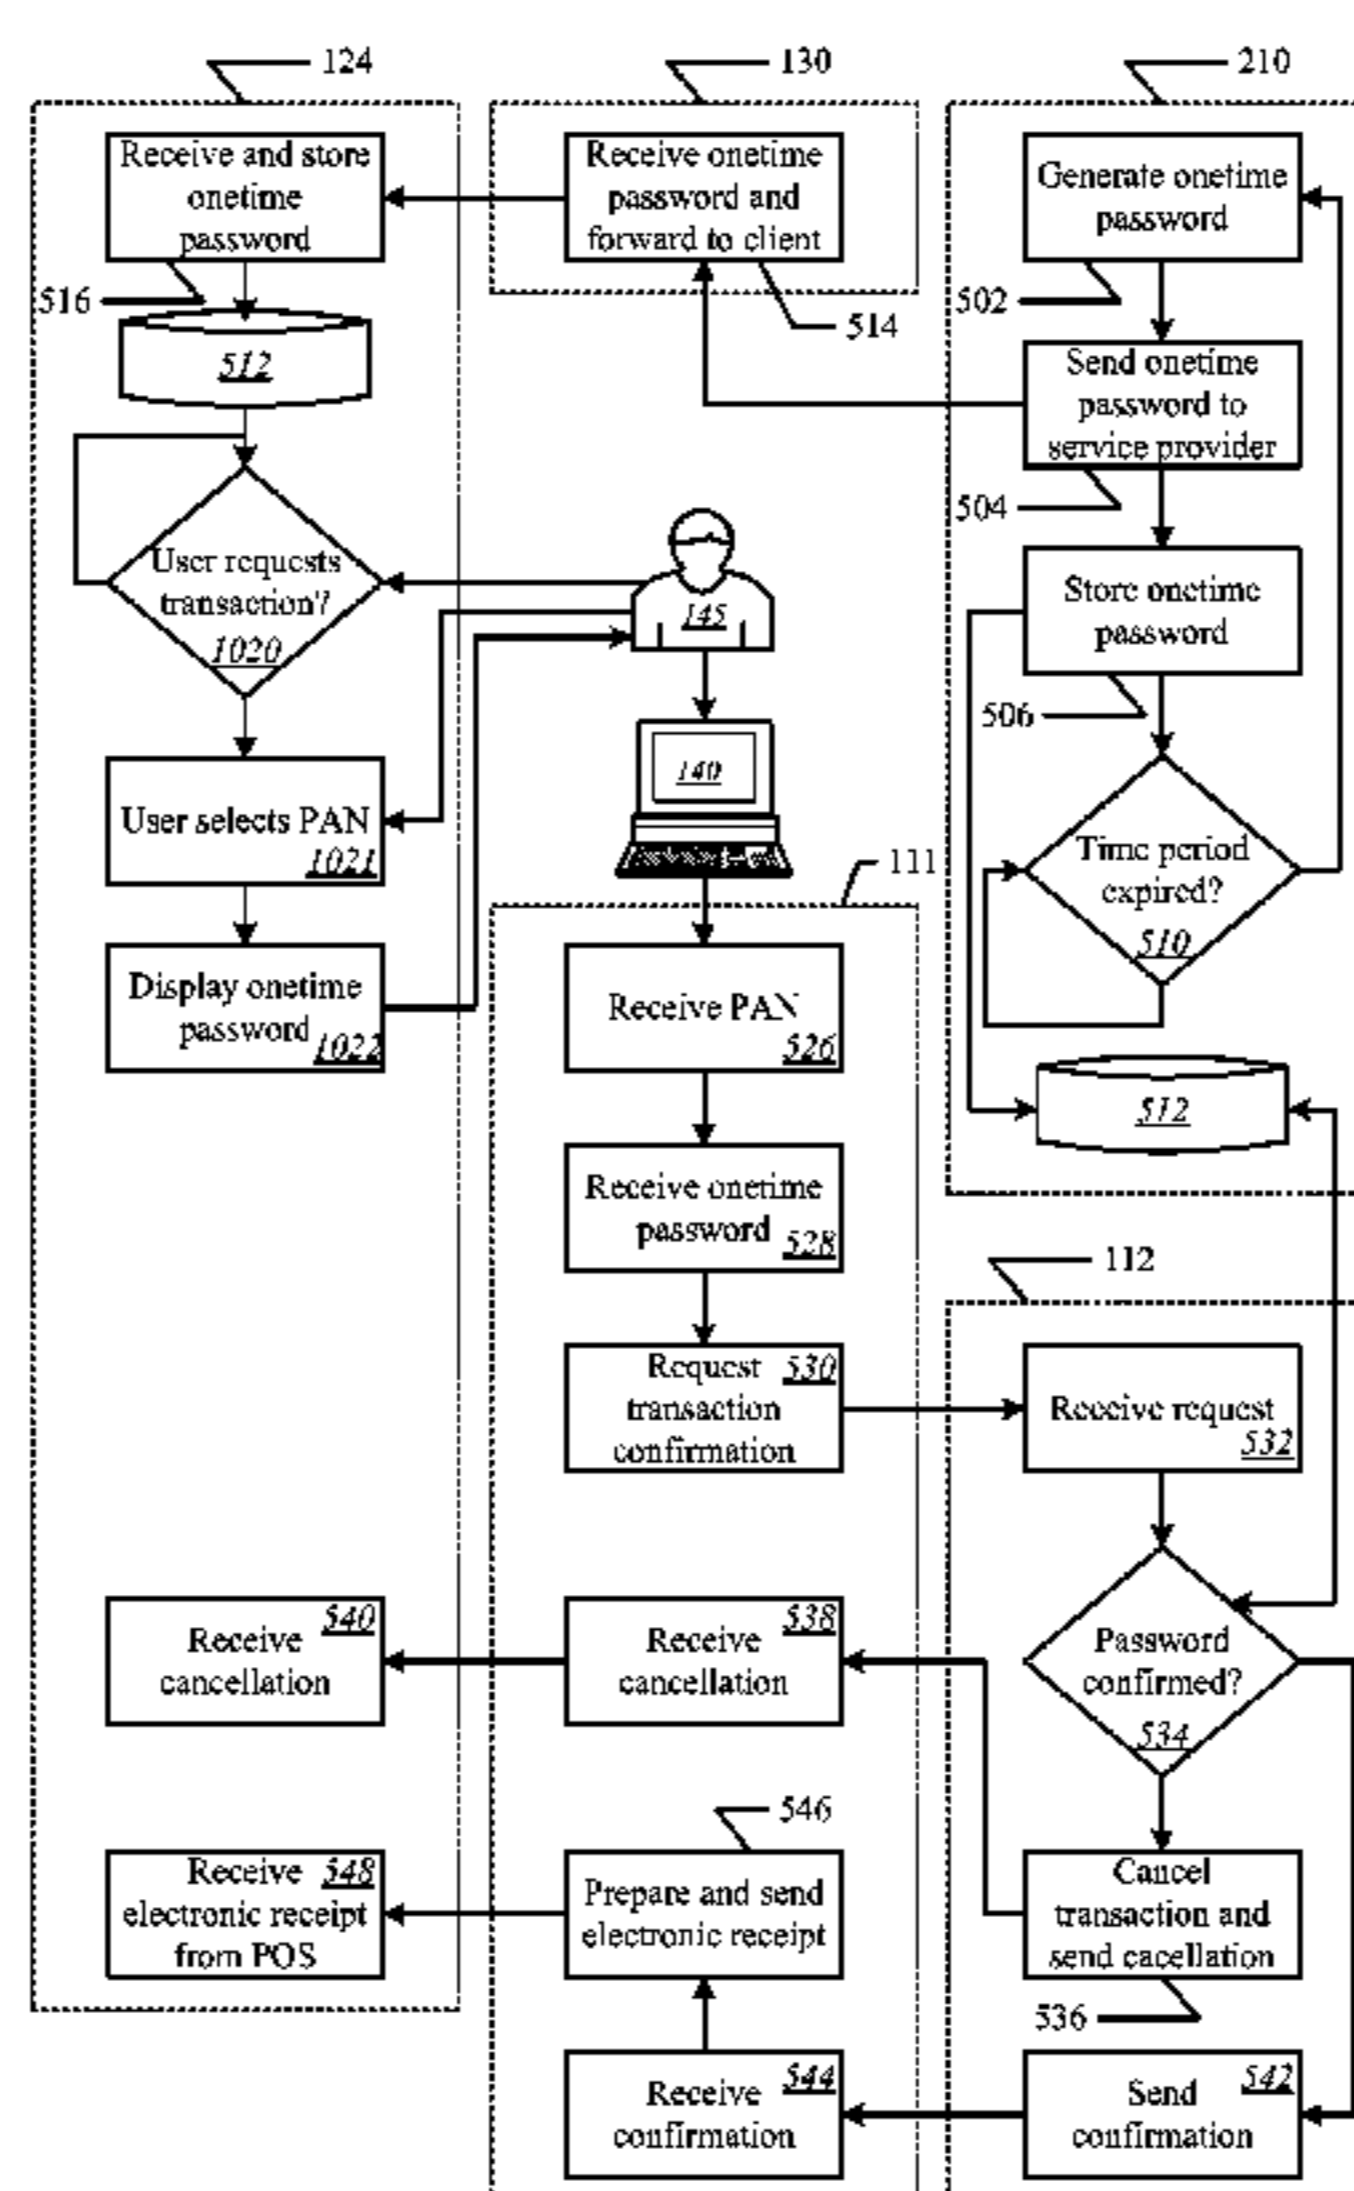 124
130
210
Receive and store
onetime
password
516
512
User requests
transaction?
1020
User selects PAN
1021
Display onetime
password
1022
Receive onetime
password and
forward to client
514
145
140
111
Receive PAN
526
Receive onetime
password
528
Request
530
transaction
confirmation
Generate onetime
password
502
Send onetime
password to
service provider
504
Store onetime
password
506
Time period
expired?
510
512
112
Receive request
532
Password
confirmed?
534
Cancel
transaction and
send cacellation
536
Receive
538
cancellation
Receive
540
cancellation
546
Prepare and send
electronic receipt
Receive
548
electronic receipt
from POS
Receive
544
confirmation
Send
542
confirmation